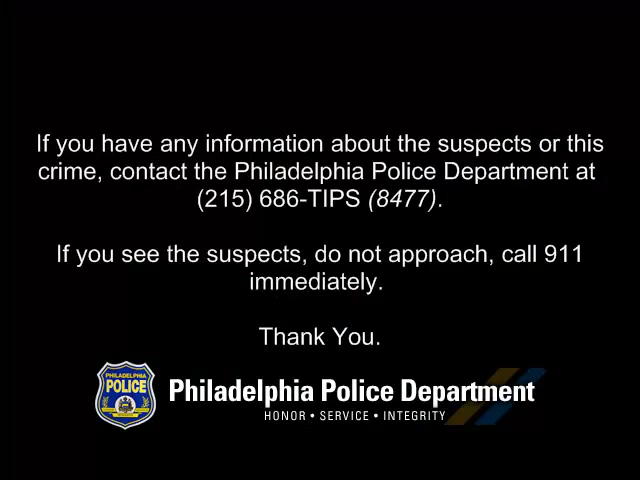 If you have any information about the suspects or this
crime, contact the Philadelphia Police Department at
(215) 686-TIPS (8477).
If you see the suspects, do not approach, call 911
immediately.
Thank You.
PHILADELPHIA
POLICE
Philadelphia Police Department
HONOR • SERVICE • INTEGRITY